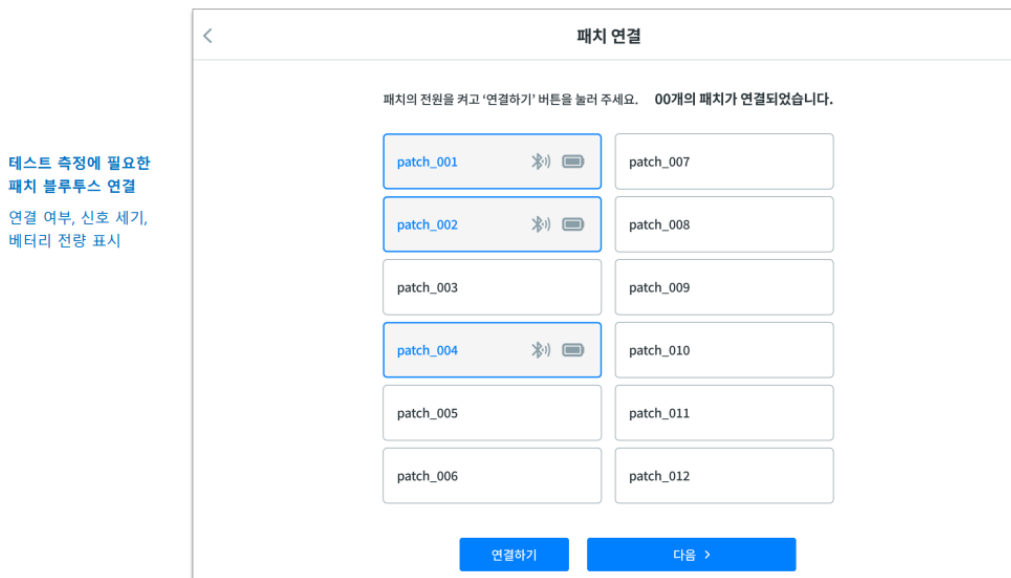 패치 연결
패치의 전원을 켜고 ‘연결하기’ 버튼을 눌러 주세요. 00개의 패치가 연결되었습니다.
테스트 측정에 필요한
패치 블루투스 연결
연결 여부, 신호 세기,
베터리 전량 표시
patch_001
patch_002
patch_003
patch_004
patch_005
patch_006
patch_007
patch_008
patch_009
patch_010
patch_011
patch_012
연결하기
다음 >